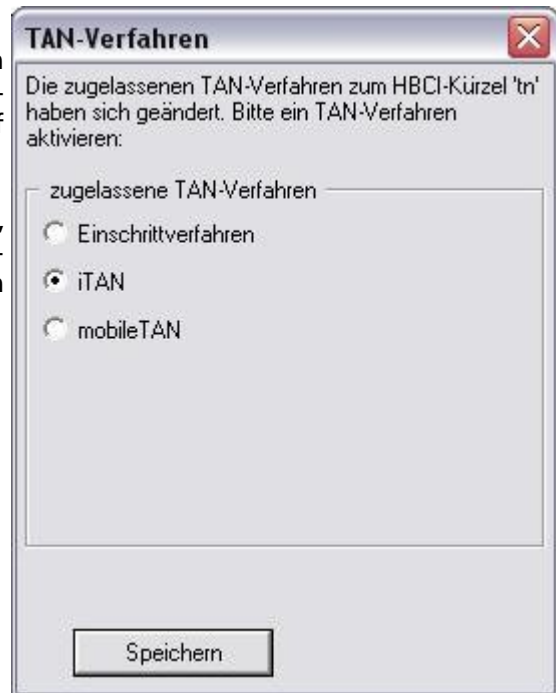 TAN-Verfahren
Die zugelassenen TAN-Verfahren zum HBCI-Kürzel 'tn'
haben sich geändert. Bitte ein TAN-Verfahren
aktivieren:
zugelassene TAN-Verfahren
Einschrittverfahren
iTAN
mobileTAN
Speichern